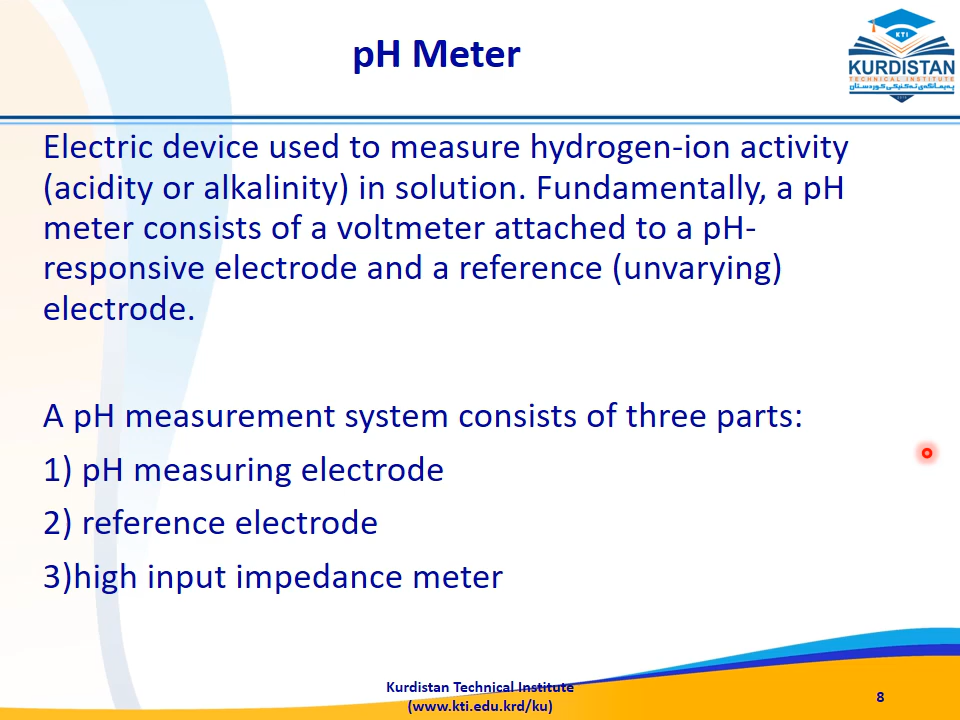 pH Meter
KTI
KURDISTAN
TECHNICAL INSTITUTE
پەیمانگەی تەکنیکی کوردستان
Electric device used to measure hydrogen-ion activity
(acidity or alkalinity) in solution. Fundamentally, a pH
meter consists of a voltmeter attached to a pH-
responsive electrode and a reference (unvarying)
electrode.
A pH measurement system consists of three parts:
1) pH measuring electrode
2) reference electrode
3)high input impedance meter
Kurdistan Technical Institute
(www.kti.edu.krd/ku)
8